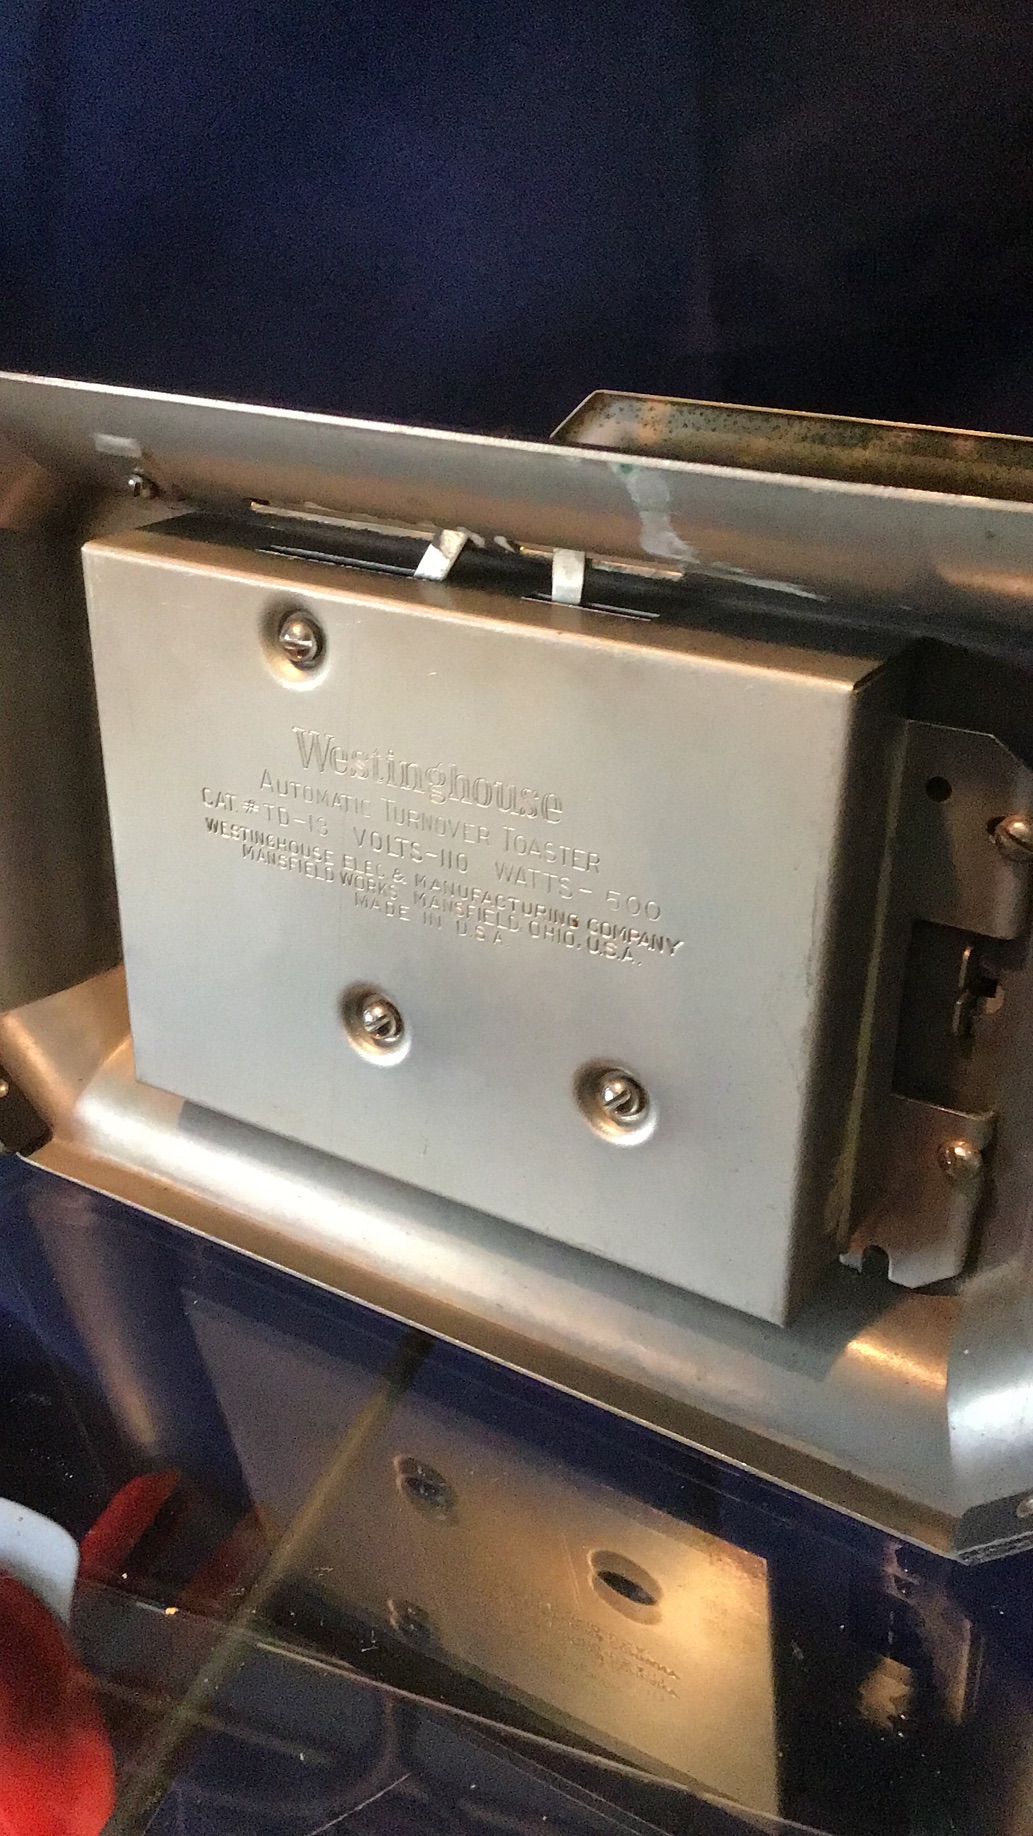 Westinghouse
AUTOMATIC TURNOVER TOASTER
CAT. # TD-13 VOLTS-110 WATTS-500
WESTINGHOUSE ELEC & MANUFACTURING COMPANY
MANSFIELD WORKS MANSFIELD, OHIO, U.S.A.
MADE IN U.S.A